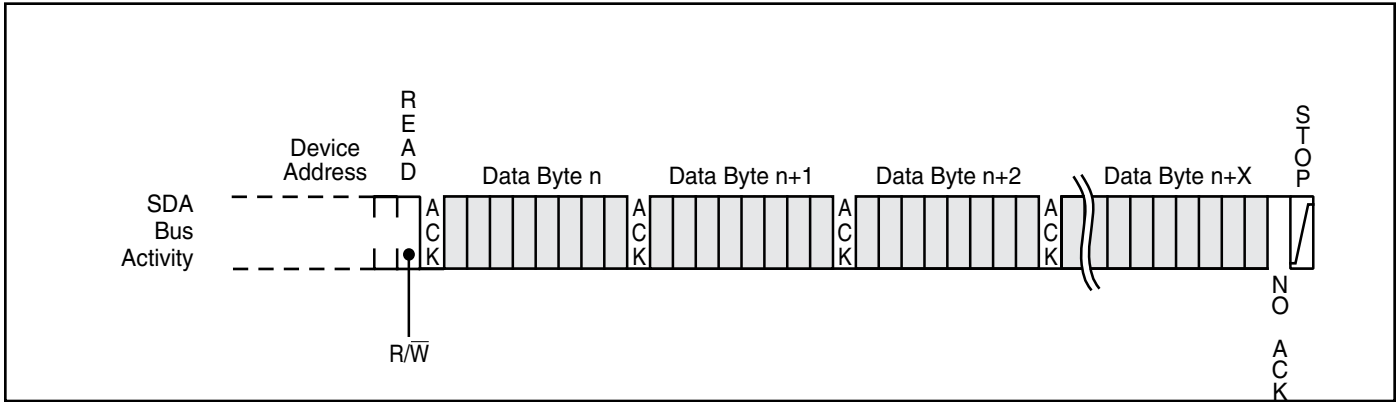 READ
Device
Address
Data Byte n
Data Byte n+1
Data Byte n+2
Data Byte n+X
STOP
SDA
Bus
Activity
ACK
ACK
ACK
ACK
NO ACK
R/W̅